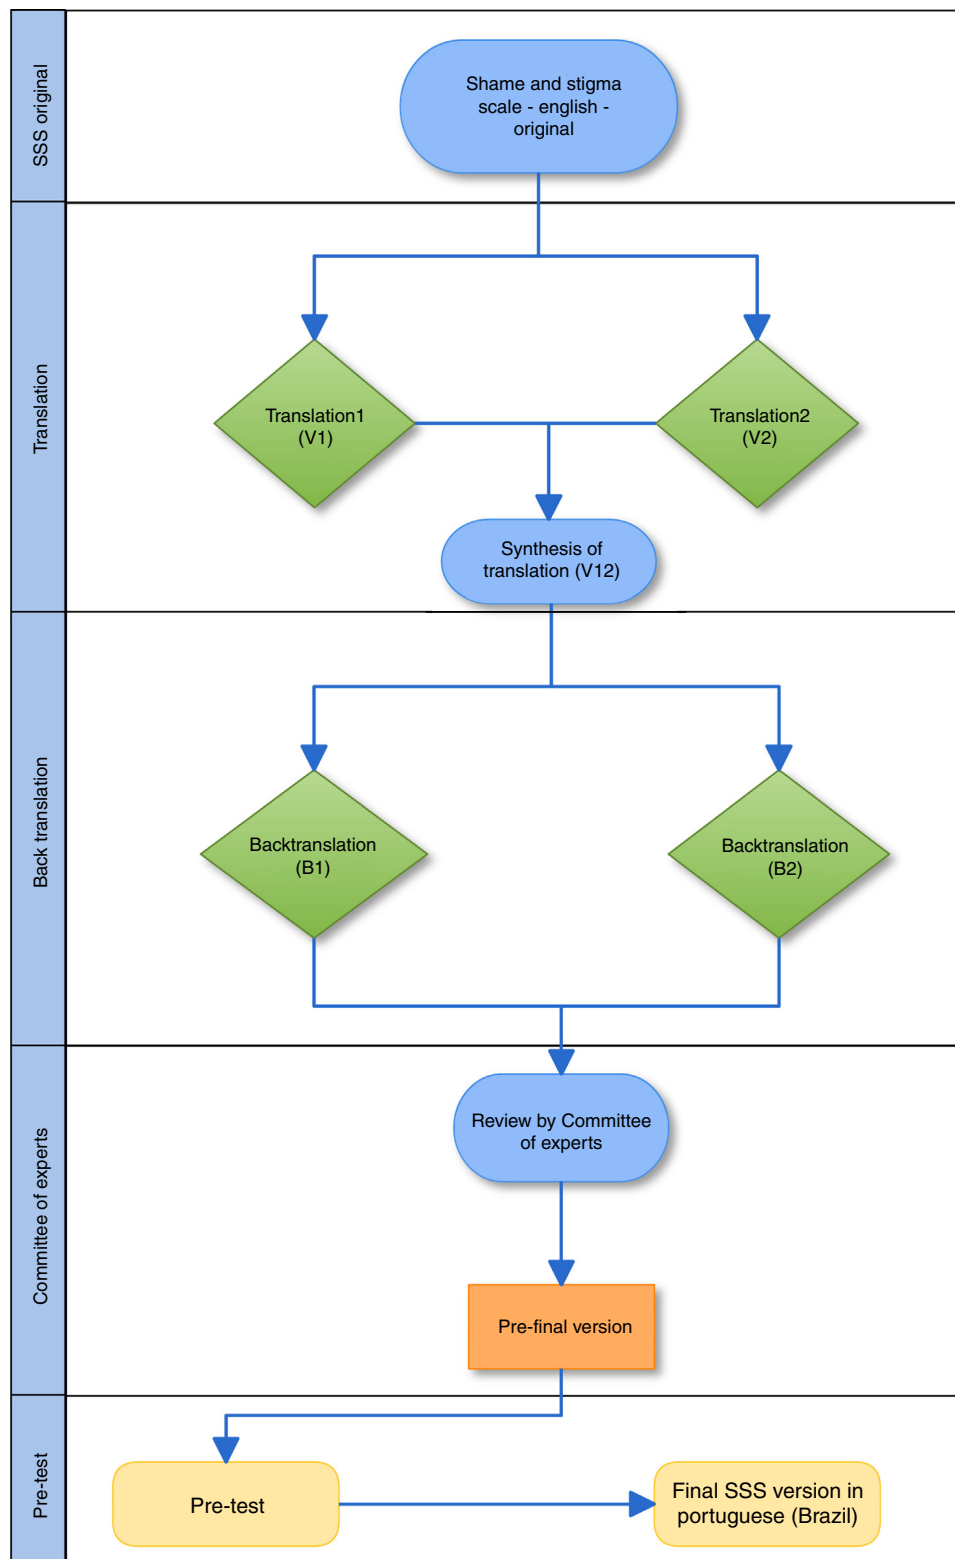 SSS original
Shame and stigma
scale - english -
original
Translation
Translation1
(V1)
Translation2
(V2)
Synthesis of
translation (V12)
Back translation
Backtranslation
(B1)
Backtranslation
(B2)
Committee of experts
Review by Committee
of experts
Pre-final version
Pre-test
Pre-test
Final SSS version in
portuguese (Brazil)